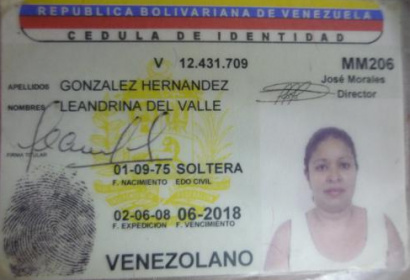 REPUBLICA BOLIVARIANA DE VENEZUELA
CEDULA DE IDENTIDAD
V 12.431.709
MM206
José Morales
Director
APELLIDOS GONZALEZ HERNANDEZ
NOMBRES LEANDRINA DEL VALLE
FIRMA TITULAR
01-09-75 SOLTERA
F. NACIMIENTO EDO CIVIL
02-06-08 06-2018
F. EXPEDICION F. VENCIMIENTO
VENEZOLANO